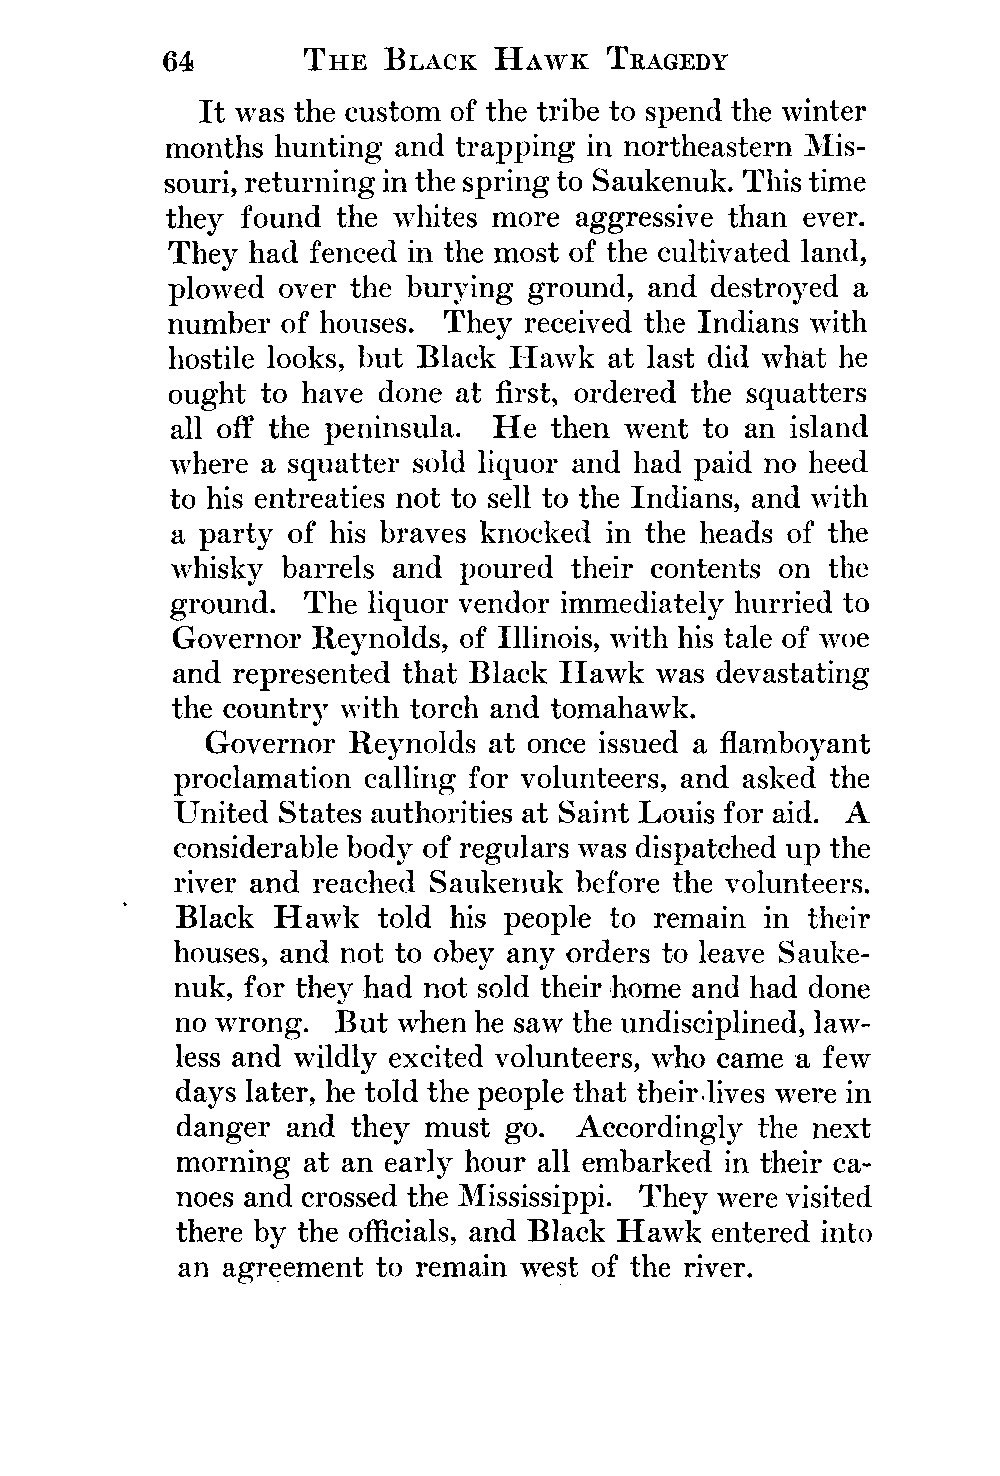 64 The Black Hawk Tragedy
It was the custom of the tribe to spend the winter
months hunting and trapping in northeastern Mis-
souri, returning in the spring to Saukenuk. This time
they found the whites more aggressive than ever.
They had fenced in the most of the cultivated land,
plowed over the burying ground, and destroyed a
number of houses. They received the Indians with
hostile looks, but Black Hawk at last did what he
ought to have done at first, ordered the squatters
all off the peninsula. He then went to an island
where a squatter sold liquor and had paid no heed
to his entreaties not to sell to the Indians, and with
a party of his braves knocked in the heads of the
whisky barrels and poured their contents on the
ground. The liquor vendor immediately hurried to
Governor Reynolds, of Illinois, with his tale of woe
and represented that Black Hawk was devastating
the country with torch and tomahawk.
Governor Reynolds at once issued a flamboyant
proclamation calling for volunteers, and asked the
United States authorities at Saint Louis for aid. A
considerable body of regulars was dispatched up the
river and reached Saukenuk before the volunteers.
Black Hawk told his people to remain in their
houses, and not to obey any orders to leave Sauke-
nuk, for they had not sold their home and had done
no wrong. But when he saw the undisciplined, law-
less and wildly excited volunteers, who came a few
days later, he told the people that their lives were in
danger and they must go. Accordingly the next
morning at an early hour all embarked in their ca-
noes and crossed the Mississippi. They were visited
there by the officials, and Black Hawk entered into
an agreement to remain west of the river.